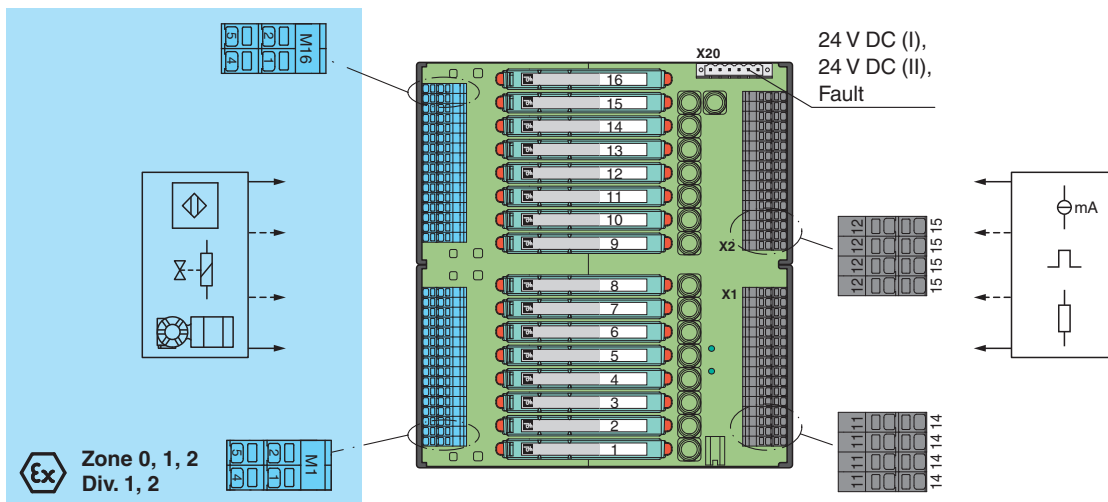 5 2 M16
4 1
X20
24 V DC (I),
24 V DC (II),
Fault
16
15
14
13
12
11
10
9
X2
8
7
6
5
4
3
2
1
X1
mA
12 15
12 15
12 15
12 15
11 14
11 14
11 14
11 14
5 2 M1
4 1
Ex
Zone 0, 1, 2
Div. 1, 2